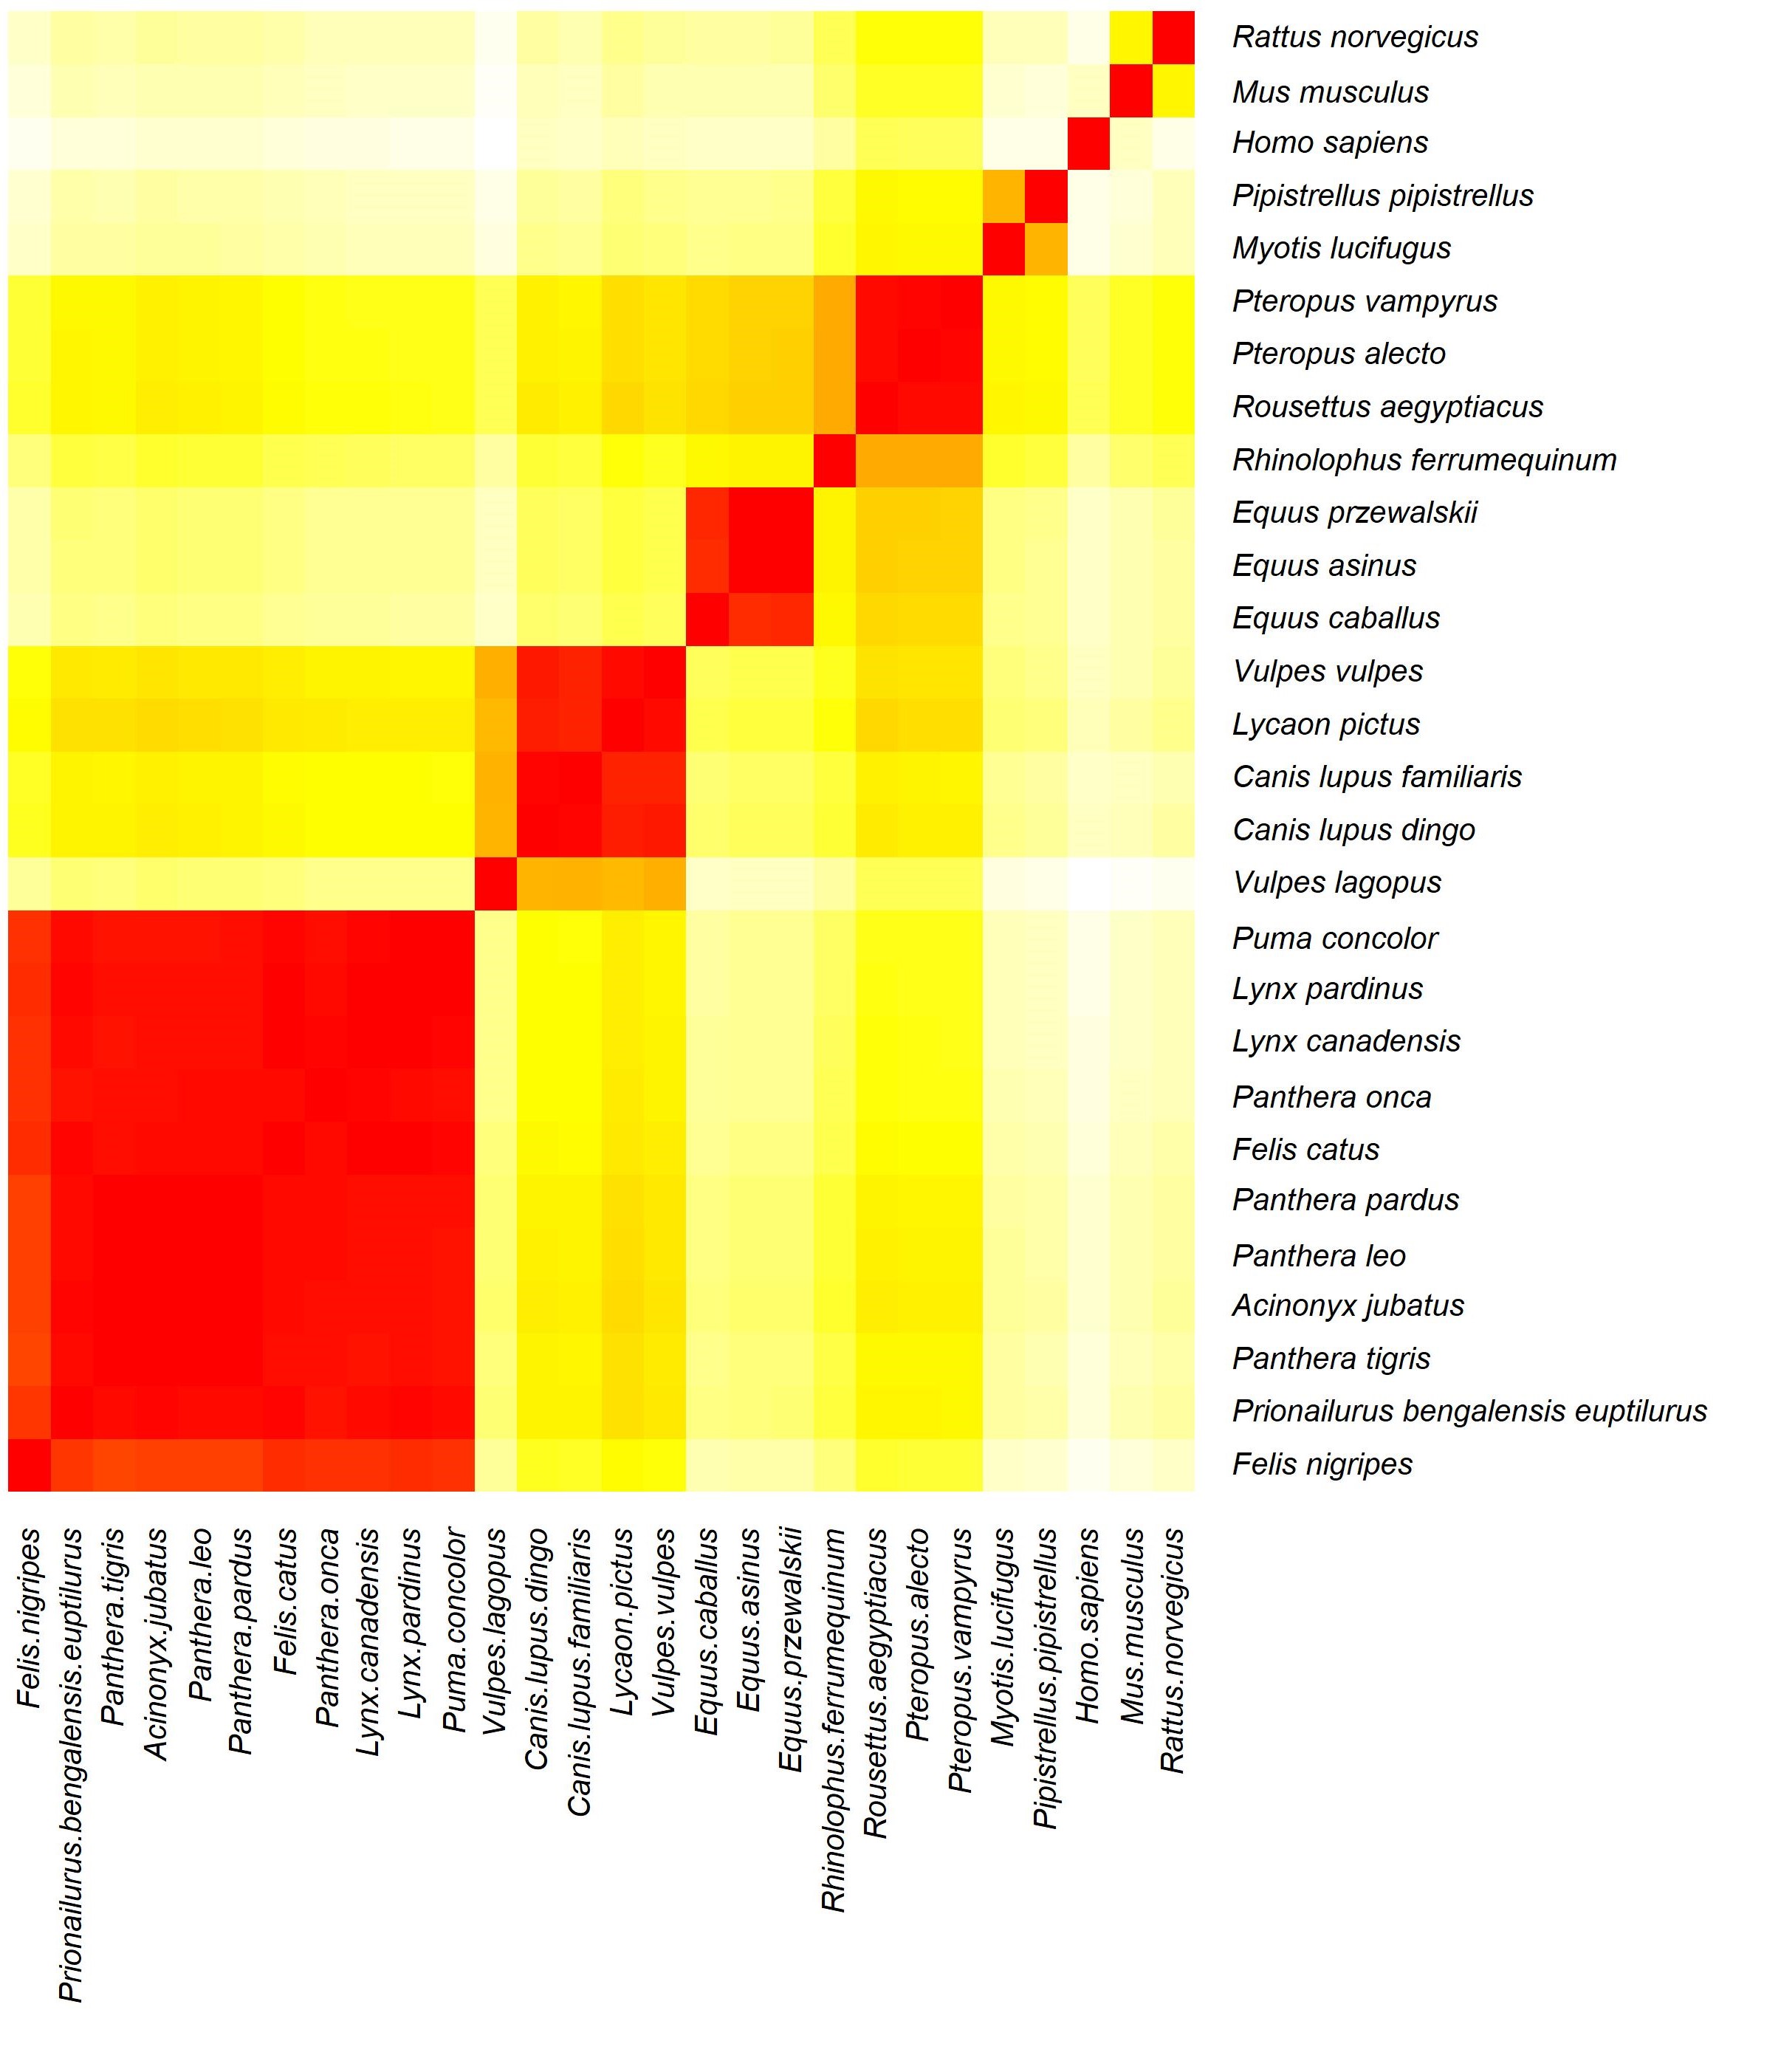 Rattus norvegicus
Mus musculus
Homo sapiens
Pipistrellus pipistrellus
Myotis lucifugus
Pteropus vampyrus
Pteropus alecto
Rousettus aegyptiacus
Rhinolophus ferrumequinum
Equus przewalskii
Equus asinus
Equus caballus
Vulpes vulpes
Lycaon pictus
Canis lupus familiaris
Canis lupus dingo
Vulpes lagopus
Puma concolor
Lynx pardinus
Lynx canadensis
Panthera onca
Felis catus
Panthera pardus
Panthera leo
Acinonyx jubatus
Panthera tigris
Prionailurus bengalensis euptilurus
Felis nigripes
Felis.nigripes
Prionailurus.bengalensis.euptilurus
Panthera.tigris
Acinonyx.jubatus
Panthera.leo
Panthera.pardus
Felis.catus
Panthera.onca
Lynx.canadensis
Lynx.pardinus
Puma.concolor
Vulpes.lagopus
Canis.lupus.dingo
Canis.lupus.familiaris
Lycaon.pictus
Vulpes.vulpes
Equus.caballus
Equus.asinus
Equus.przewalskii
Rhinolophus.ferrumequinum
Rousettus.aegyptiacus
Pteropus.alecto
Pteropus.vampyrus
Myotis.lucifugus
Pipistrellus.pipistrellus
Homo.sapiens
Mus.musculus
Rattus.norvegicus